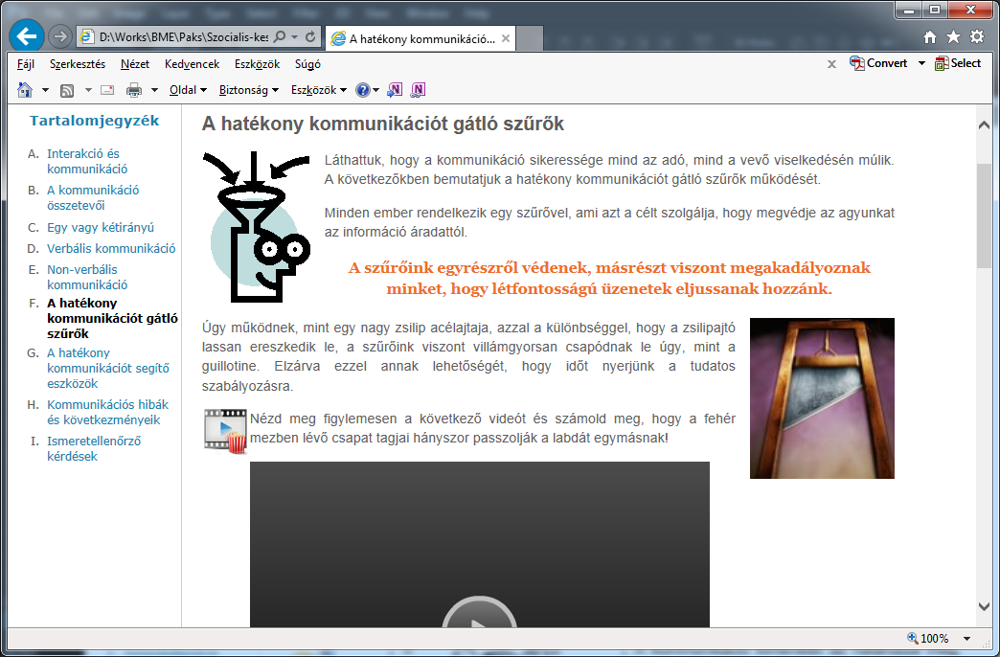 D:\Works\BME\Paks\Szocialis-kes
A hatékony kommunikáció...
Fájl Szerkesztés Nézet Kedvencek Eszközök Súgó
x Convert Select
Oldal Biztonság Eszközök
Tartalomjegyzék
A. Interakció és
kommunikáció
B. A kommunikáció
összetevői
C. Egy vagy kétirányú
D. Verbális kommunikáció
E. Non-verbális
kommunikáció
F. A hatékony
kommunikációt gátló
szűrők
G. A hatékony
kommunikációt segítő
eszközök
H. Kommunikációs hibák
és következményeik
I. Ismeretellenőrző
kérdések
A hatékony kommunikációt gátló szűrők
Láthattuk, hogy a kommunikáció sikeressége mind az adó, mind a vevő viselkedésén múlik.
A következőkben bemutatjuk a hatékony kommunikációt gátló szűrők működését.
Minden ember rendelkezik egy szűrővel, ami azt a célt szolgálja, hogy megvédje az agyunkat
az információ áradattól.
A szűrőink egyrészről védenek, másrészt viszont megakadályoznak
minket, hogy létfontosságú üzenetek eljussanak hozzánk.
Úgy működnek, mint egy nagy zsilip acélajtaja, azzal a különbséggel, hogy a zsilipajtó
lassan ereszkedik le, a szűrőink viszont villámgyorsan csapódnak le úgy, mint a
guillotine. Elzárva ezzel annak lehetőségét, hogy időt nyerjünk a tudatos
szabályozásra.
Nézd meg figylemesen a következő videót és számold meg, hogy a fehér
mezben lévő csapat tagjai hányszor passzolják a labdát egymásnak!
100%